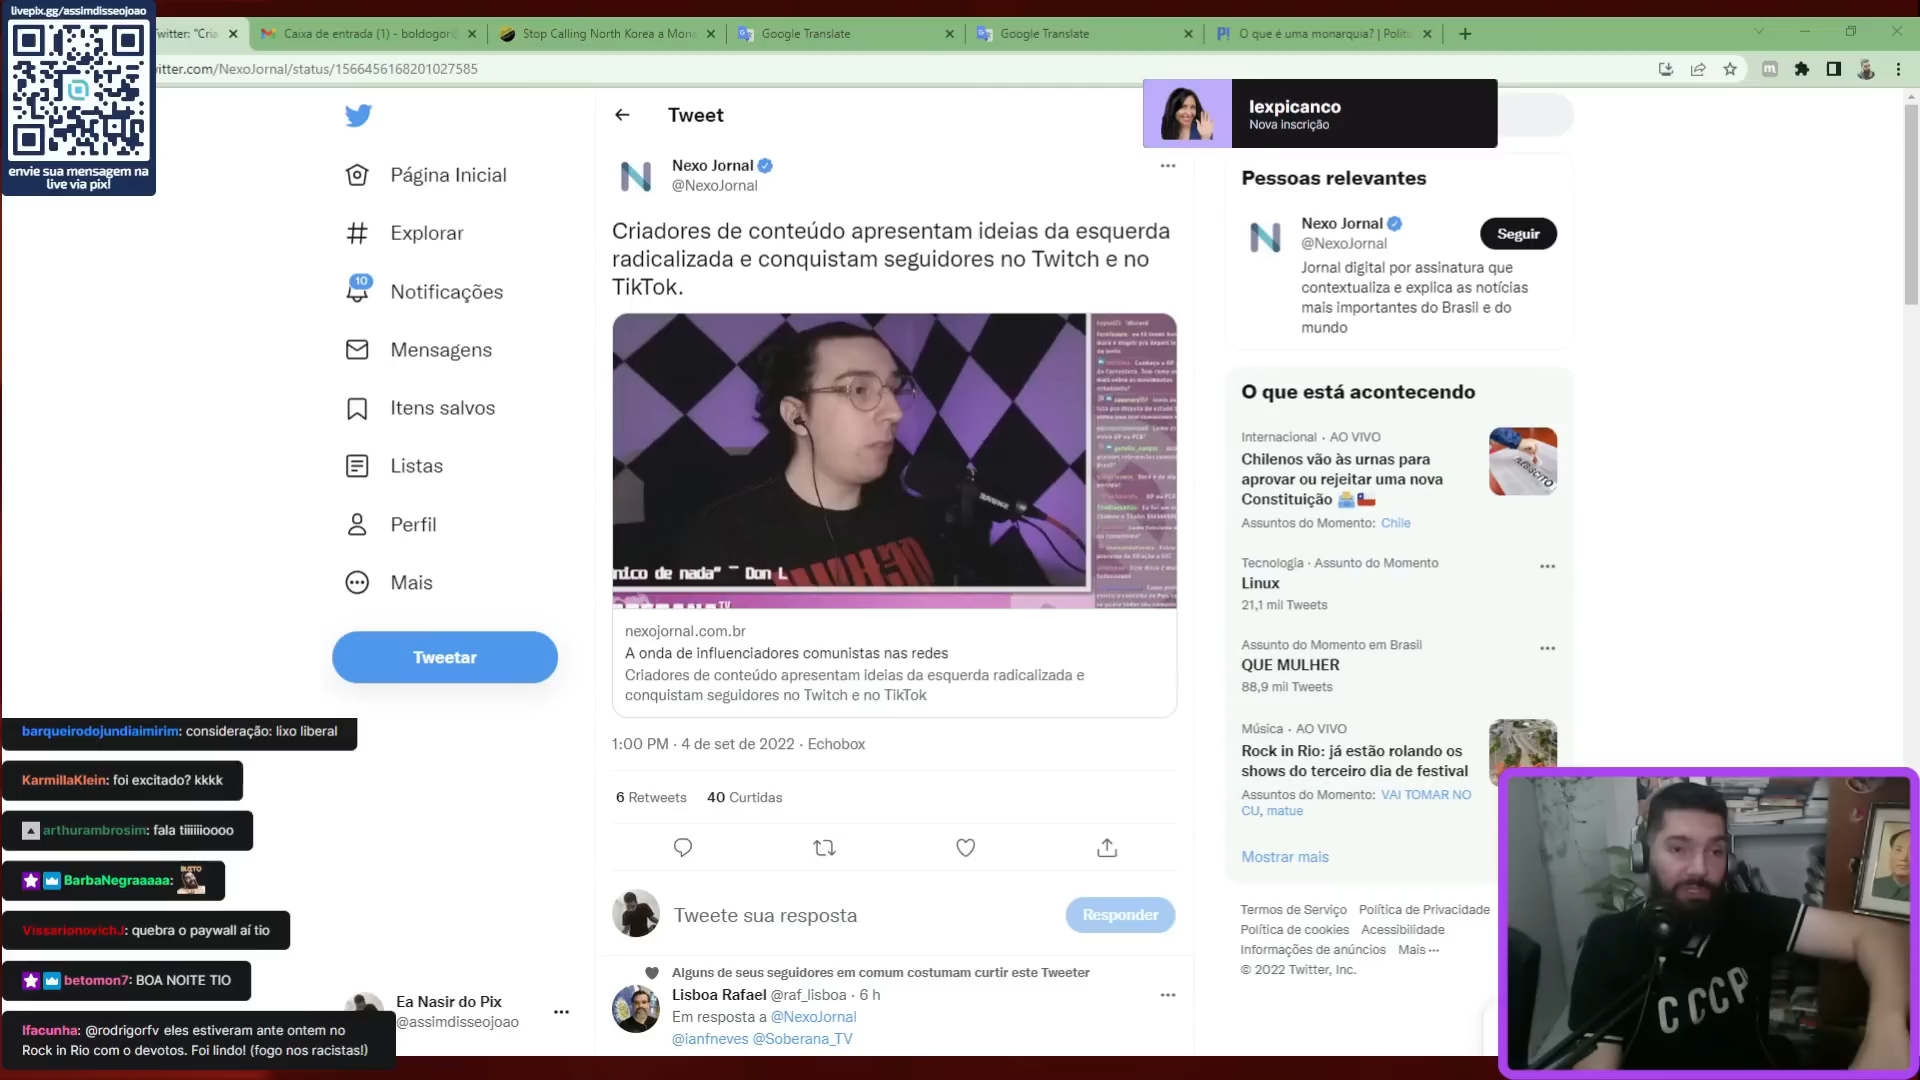 livepix.gg/assimdisseojoao
envie sua mensagem na
live via pix!
Twitter: "Cria
Caixa de entrada (1) - boldogor
Stop Calling North Korea a Mona
Google Translate
Google Translate
O que é uma monarquia? | Polit
itter.com/NexoJornal/status/1566456168201027585
lexpicanco
Nova inscrição
Página Inicial
Explorar
10
Notificações
Mensagens
Itens salvos
Listas
Perfil
Mais
Tweetar
Tweet
Nexo Jornal
@NexoJornal
Criadores de conteúdo apresentam ideias da esquerda
radicalizada e conquistam seguidores no Twitch e no
TikTok.
nico de nada" ~ Don L
nexojornal.com.br
A onda de influenciadores comunistas nas redes
Criadores de conteúdo apresentam ideias da esquerda radicalizada e
conquistam seguidores no Twitch e no TikTok
1:00 PM · 4 de set de 2022 · Echobox
6 Retweets 40 Curtidas
Tweete sua resposta
Responder
Alguns de seus seguidores em comum costumam curtir este Tweeter
Lisboa Rafael @raf_lisboa · 6 h
Em resposta a @NexoJornal
@ianfneves @Soberana_TV
Pessoas relevantes
Nexo Jornal
@NexoJornal
Seguir
Jornal digital por assinatura que
contextualiza e explica as notícias
mais importantes do Brasil e do
mundo
O que está acontecendo
Internacional · AO VIVO
Chilenos vão às urnas para
aprovar ou rejeitar uma nova
Constituição
Assuntos do Momento: Chile
Tecnologia · Assunto do Momento
Linux
21,1 mil Tweets
Assunto do Momento em Brasil
QUE MULHER
88,9 mil Tweets
Música · AO VIVO
Rock in Rio: já estão rolando os
shows do terceiro dia de festival
Assuntos do Momento: VAI TOMAR NO
CU, matue
Mostrar mais
Termos de Serviço Política de Privacidade
Política de cookies Acessibilidade
Informações de anúncios Mais
© 2022 Twitter, Inc.
barqueirodojundiaimirim: consideração: lixo liberal
KarmillaKlein: foi excitado? kkkk
arthurambrosim: fala tiiiiiioooo
BarbaNegraaaaa:
VissarionovichJ: quebra o paywall aí tio
betomon7: BOA NOITE TIO
Ea Nasir do Pix
@assimdisseojoao
lfacunha: @rodrigorfv eles estiveram ante ontem no
Rock in Rio com o devotos. Foi lindo! (fogo nos racistas!)
CCCP